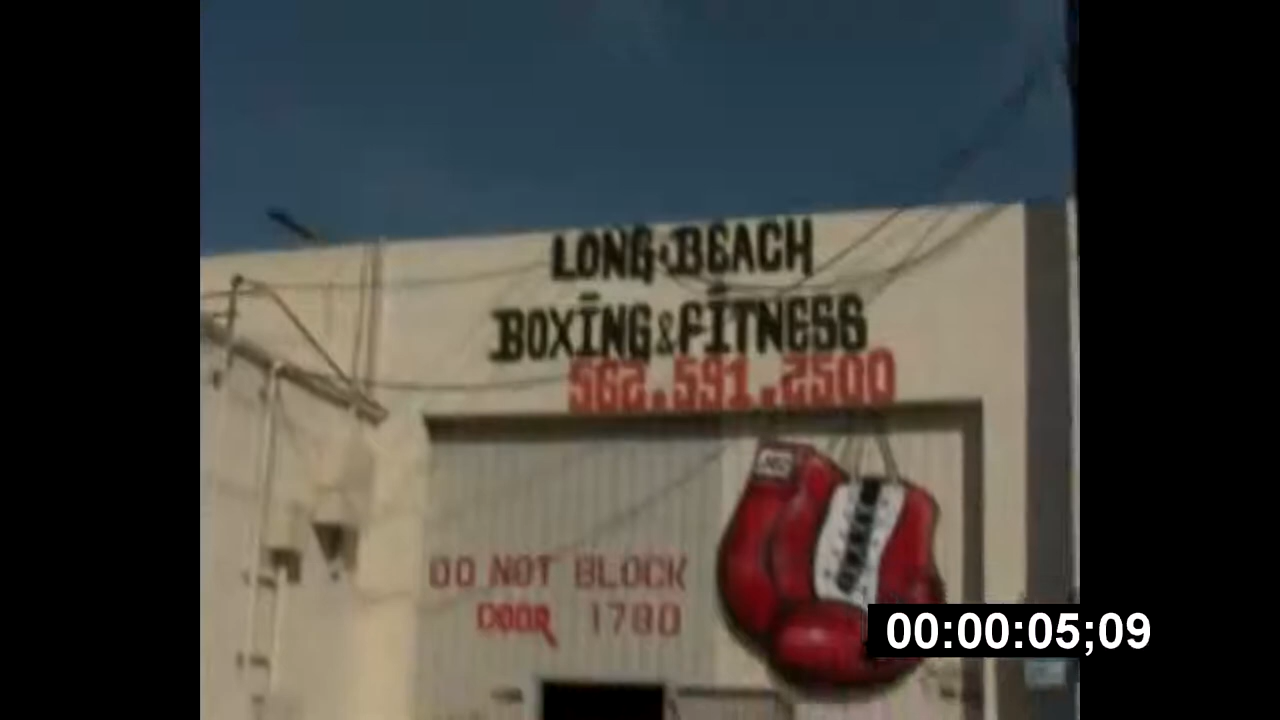 LONG BEACH
BOXING & FITNESS
562.591.2500
DO NOT BLOCK
DOOR 1780
00:00:05;09